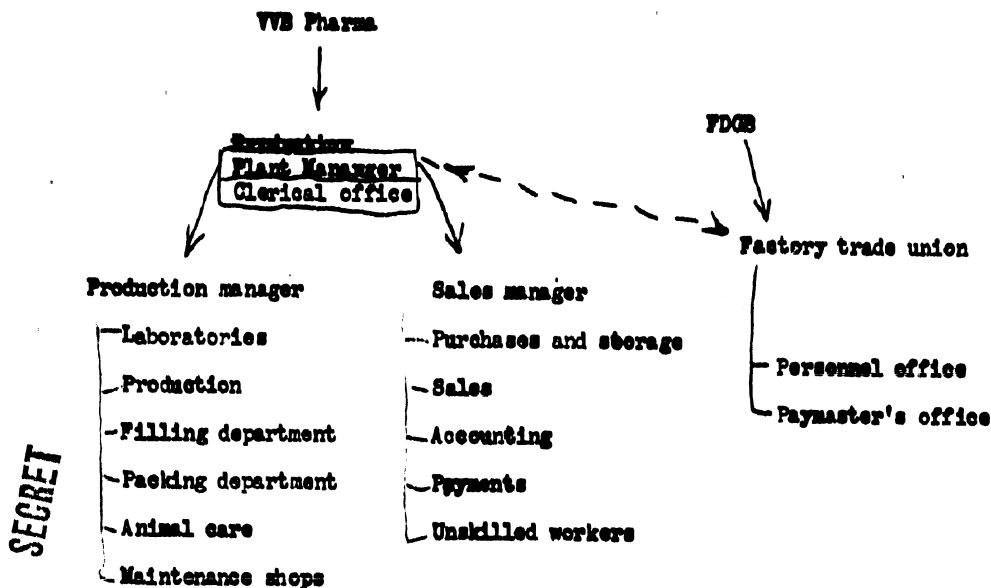 VVB Pharma
FDGB
Plant Manager
Clerical office
Factory trade union
Production manager
Laboratories
Production
Filling department
Packing department
Animal care
Maintenance shops
Sales manager
Purchases and storage
Sales
Accounting
Payments
Unskilled workers
Personnel office
Paymaster's office
SECRET